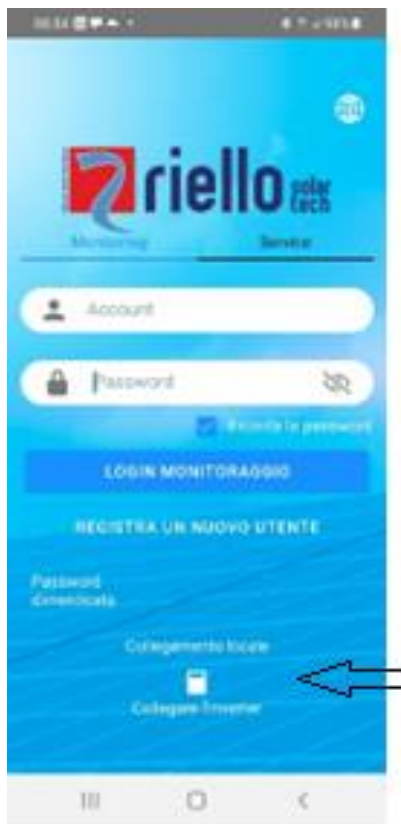 riello solar
tech
Monitoring
Service
Account
Password
Ricorda la password
LOGIN MONITORAGGIO
REGISTRA UN NUOVO UTENTE
Password
dimenticata
Collegamento locale
Collegare l'inverter